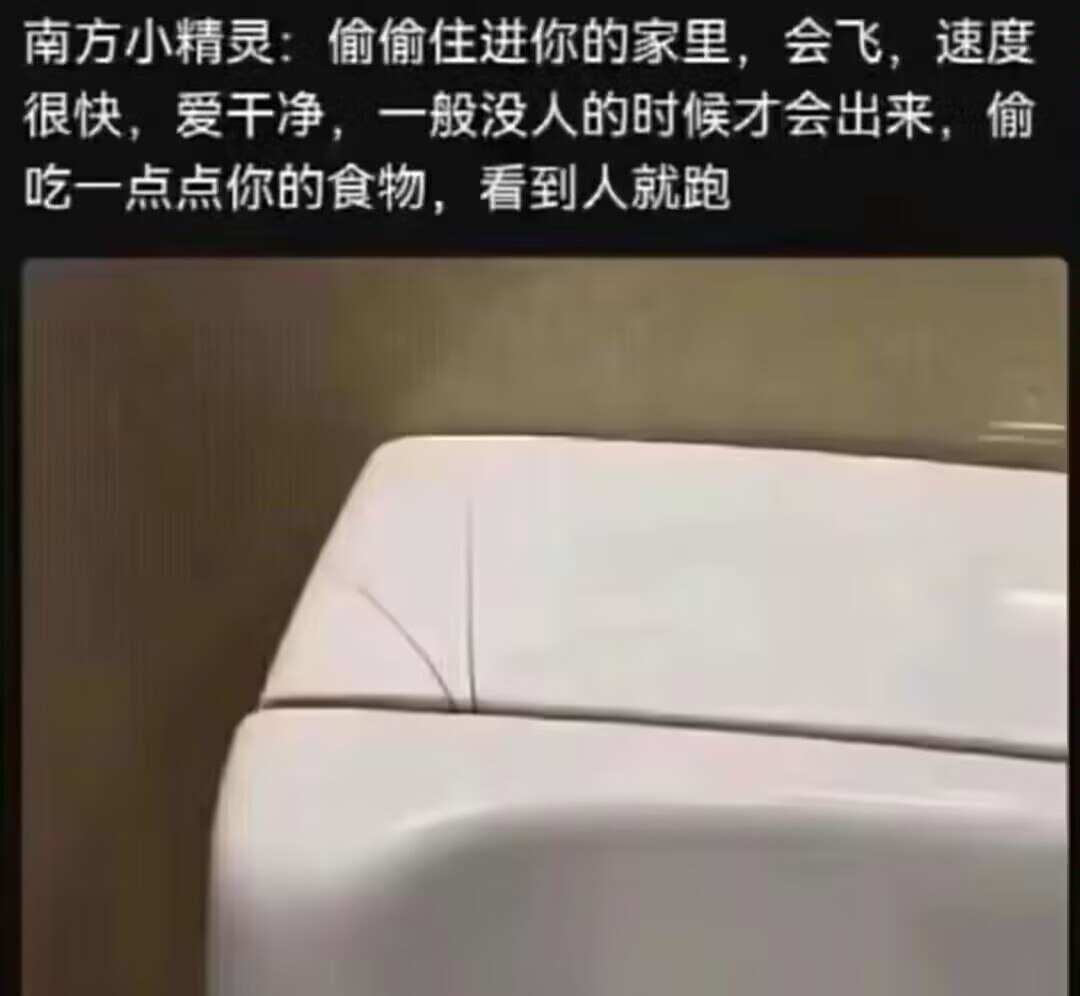 南方小精灵：偷偷住进你的家里，会飞，速度
很快，爱干净，一般没人的时候才会出来，偷
吃一点点你的食物，看到人就跑